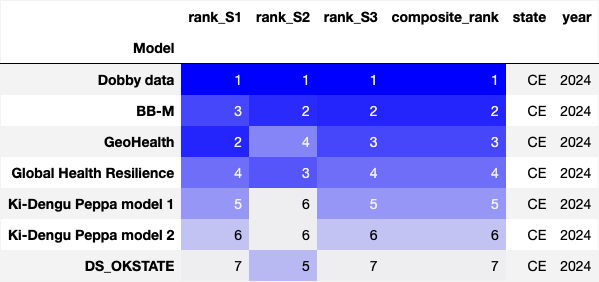 rank_S1 rank_S2 rank_S3 composite_rank state year
Model
Dobby data 1 1 1 1 CE 2024
BB-M 3 2 2 2 CE 2024
GeoHealth 2 4 3 3 CE 2024
Global Health Resilience 4 3 4 4 CE 2024
Ki-Dengu Peppa model 1 5 6 5 5 CE 2024
Ki-Dengu Peppa model 2 6 6 6 6 CE 2024
DS_OKSTATE 7 5 7 7 CE 2024